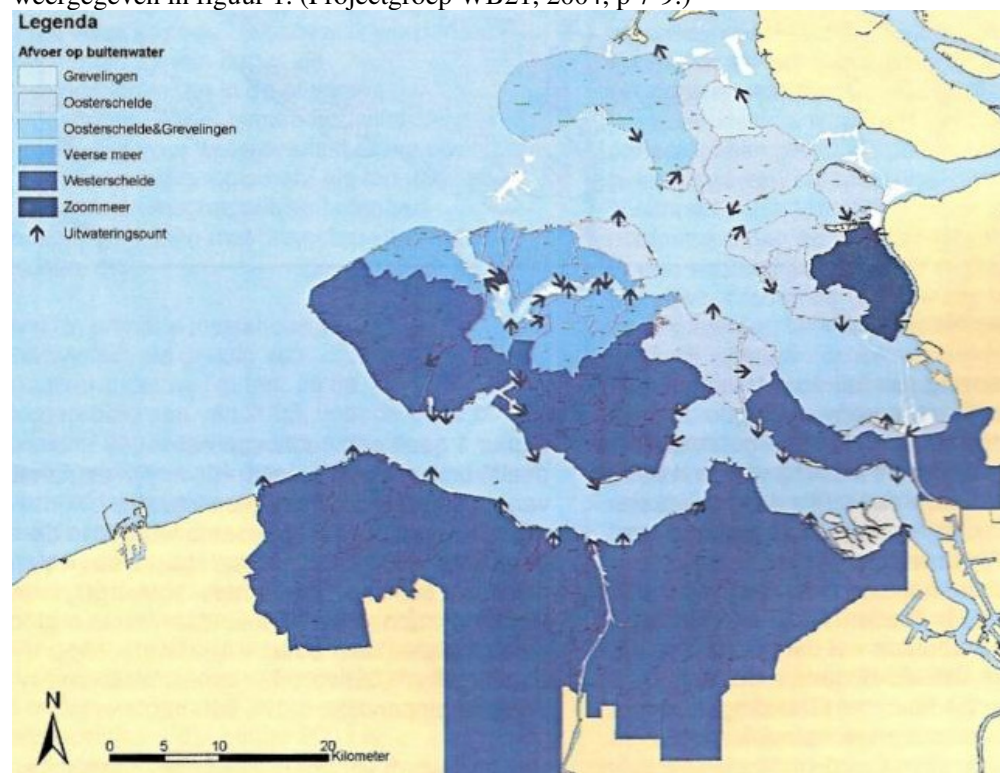 weergegeven in figuur 1. (Projectgroep WB21, 2004, p 7-9.)
Legenda
Afvoer op buitenwater
Grevelingen
Oosterschelde
Oosterschelde&Grevelingen
Veerse meer
Westerschelde
Zoommeer
Uitwateringspunt
N
0 5 10 20
Kilometer